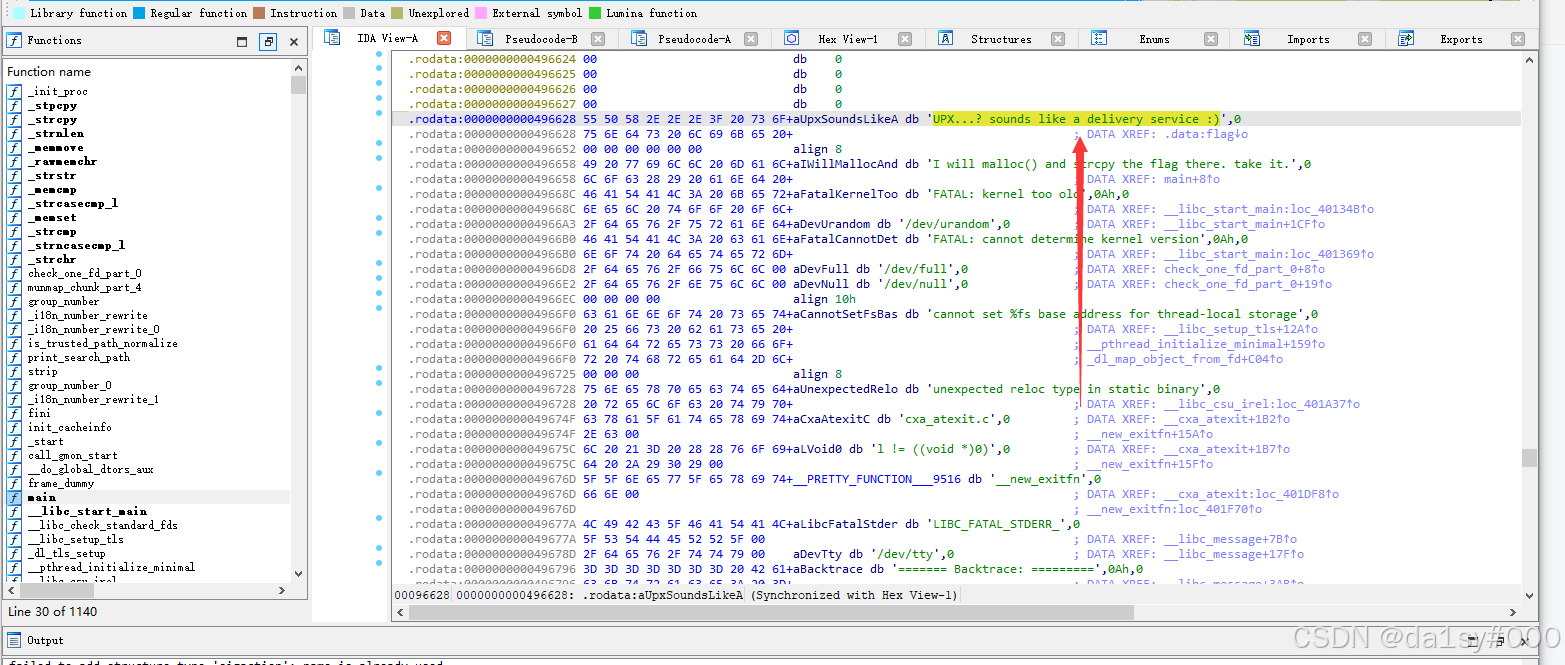 Library function Regular function Instruction Data Unexplored External symbol Lumina function
Functions
IDA View-A Pseudocode-B Pseudocode-A Hex View-1 Structures Enums Imports Exports
Function name
_init_proc
_stpcpy
_strcpy
_strnlen
_memmove
_rawmemchr
_strstr
_memcmp
_strcasecmp_l
_memset
_strcmp
_strncasecmp_l
_strchr
check_one_fd_part_0
munmap_chunk_part_4
group_number
_i18n_number_rewrite
_i18n_number_rewrite_0
is_trusted_path_normalize
print_search_path
strip
group_number_0
_i18n_number_rewrite_1
fini
init_cacheinfo
_start
call_gmon_start
__do_global_dtors_aux
frame_dummy
main
__libc_start_main
__libc_check_standard_fds
__libc_setup_tls
_dl_tls_setup
__pthread_initialize_minimal
__libc_csu_irel
Line 30 of 1140
.rodata:0000000000496624 00 db 0
.rodata:0000000000496625 00 db 0
.rodata:0000000000496626 00 db 0
.rodata:0000000000496627 00 db 0
.rodata:0000000000496628 55 50 58 2E 2E 2E 3F 20 73 6F+aUpxSoundsLikeA db 'UPX...? sounds like a delivery service :)',0
.rodata:0000000000496628 75 6E 64 73 20 6C 69 6B 65 20+ ; DATA XREF: .data:flag↓o
.rodata:0000000000496652 00 00 00 00 00 00 align 8
.rodata:0000000000496658 49 20 77 69 6C 6C 20 6D 61 6C+aIWillMallocAnd db 'I will malloc() and strcpy the flag there. take it.',0
.rodata:0000000000496658 6C 6F 63 28 29 20 61 6E 64 20+ ; DATA XREF: main+8↑o
.rodata:000000000049668C 46 41 54 41 4C 3A 20 6B 65 72+aFatalKernelToo db 'FATAL: kernel too old',0Ah,0
.rodata:000000000049668C 6E 65 6C 20 74 6F 6F 20 6F 6C+ ; DATA XREF: __libc_start_main:loc_40134B↑o
.rodata:00000000004966A3 2F 64 65 76 2F 75 72 61 6E 64+aDevUrandom db '/dev/urandom',0 ; DATA XREF: __libc_start_main+1CF↑o
.rodata:00000000004966B0 46 41 54 41 4C 3A 20 63 61 6E+aFatalCannotDet db 'FATAL: cannot determine kernel version',0Ah,0
.rodata:00000000004966B0 6E 6F 74 20 64 65 74 65 72 6D+ ; DATA XREF: __libc_start_main:loc_401369↑o
.rodata:00000000004966D8 2F 64 65 76 2F 66 75 6C 6C 00 aDevFull db '/dev/full',0 ; DATA XREF: check_one_fd_part_0+8↑o
.rodata:00000000004966E2 2F 64 65 76 2F 6E 75 6C 6C 00 aDevNull db '/dev/null',0 ; DATA XREF: check_one_fd_part_0+19↑o
.rodata:00000000004966EC 00 00 00 00 align 10h
.rodata:00000000004966F0 63 61 6E 6E 6F 74 20 73 65 74+aCannotSetFsBas db 'cannot set %fs base address for thread-local storage',0
.rodata:00000000004966F0 20 25 66 73 20 62 61 73 65 20+ ; DATA XREF: __libc_setup_tls+12A↑o
.rodata:00000000004966F0 61 64 64 72 65 73 73 20 66 6F+ ; __pthread_initialize_minimal+159↑o
.rodata:00000000004966F0 72 20 74 68 72 65 61 64 2D 6C+ ; _dl_map_object_from_fd+C04↑o
.rodata:0000000000496725 00 00 00 align 8
.rodata:0000000000496728 75 6E 65 78 70 65 63 74 65 64+aUnexpectedRelo db 'unexpected reloc type in static binary',0
.rodata:0000000000496728 20 72 65 6C 6F 63 20 74 79 70+ ; DATA XREF: __libc_csu_irel:loc_401A37↑o
.rodata:000000000049674F 63 78 61 5F 61 74 65 78 69 74+aCxaAtexitC db 'cxa_atexit.c',0 ; DATA XREF: __cxa_atexit+1B2↑o
.rodata:000000000049674F 2E 63 00 ; __new_exitfn+15A↑o
.rodata:000000000049675C 6C 20 21 3D 20 28 28 76 6F 69+aLVoid0 db 'l != ((void *)0)',0 ; DATA XREF: __cxa_atexit+1B7↑o
.rodata:000000000049675C 64 20 2A 29 30 29 00 ; __new_exitfn+15F↑o
.rodata:000000000049676D 5F 5F 6E 65 77 5F 65 78 69 74+__PRETTY_FUNCTION___9516 db '__new_exitfn',0
.rodata:000000000049676D 66 6E 00 ; DATA XREF: __cxa_atexit:loc_401DF8↑o
.rodata:000000000049676D ; __new_exitfn:loc_401F70↑o
.rodata:000000000049677A 4C 49 42 43 5F 46 41 54 41 4C+aLibcFatalStder db 'LIBC_FATAL_STDERR_',0
.rodata:000000000049677A 5F 53 54 44 45 52 52 5F 00 ; DATA XREF: __libc_message+7B↑o
.rodata:000000000049678D 2F 64 65 76 2F 74 74 79 00 aDevTty db '/dev/tty',0 ; DATA XREF: __libc_message+17F↑o
.rodata:0000000000496796 3D 3D 3D 3D 3D 3D 3D 20 42 61+aBacktrace db '======= Backtrace: =========',0Ah,0
.rodata:0000000000496796 63 6B 74 72 61 63 65 3A 20 3D+ ; DATA XREF: __libc_message+3AB↑o
00096628 0000000000496628: .rodata:aUpxSoundsLikeA (Synchronized with Hex View-1)
Output
failed to add structure type 'sigaction': name is already used
CSDN @da1sy#000